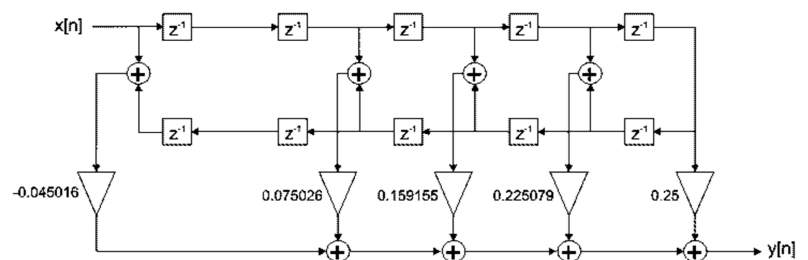 x[n]
z⁻¹ z⁻¹ z⁻¹ z⁻¹ z⁻¹
+ + + +
z⁻¹ z⁻¹ z⁻¹ z⁻¹ z⁻¹
-0.045016 0.075026 0.159155 0.225079 0.25
+ + + + y[n]